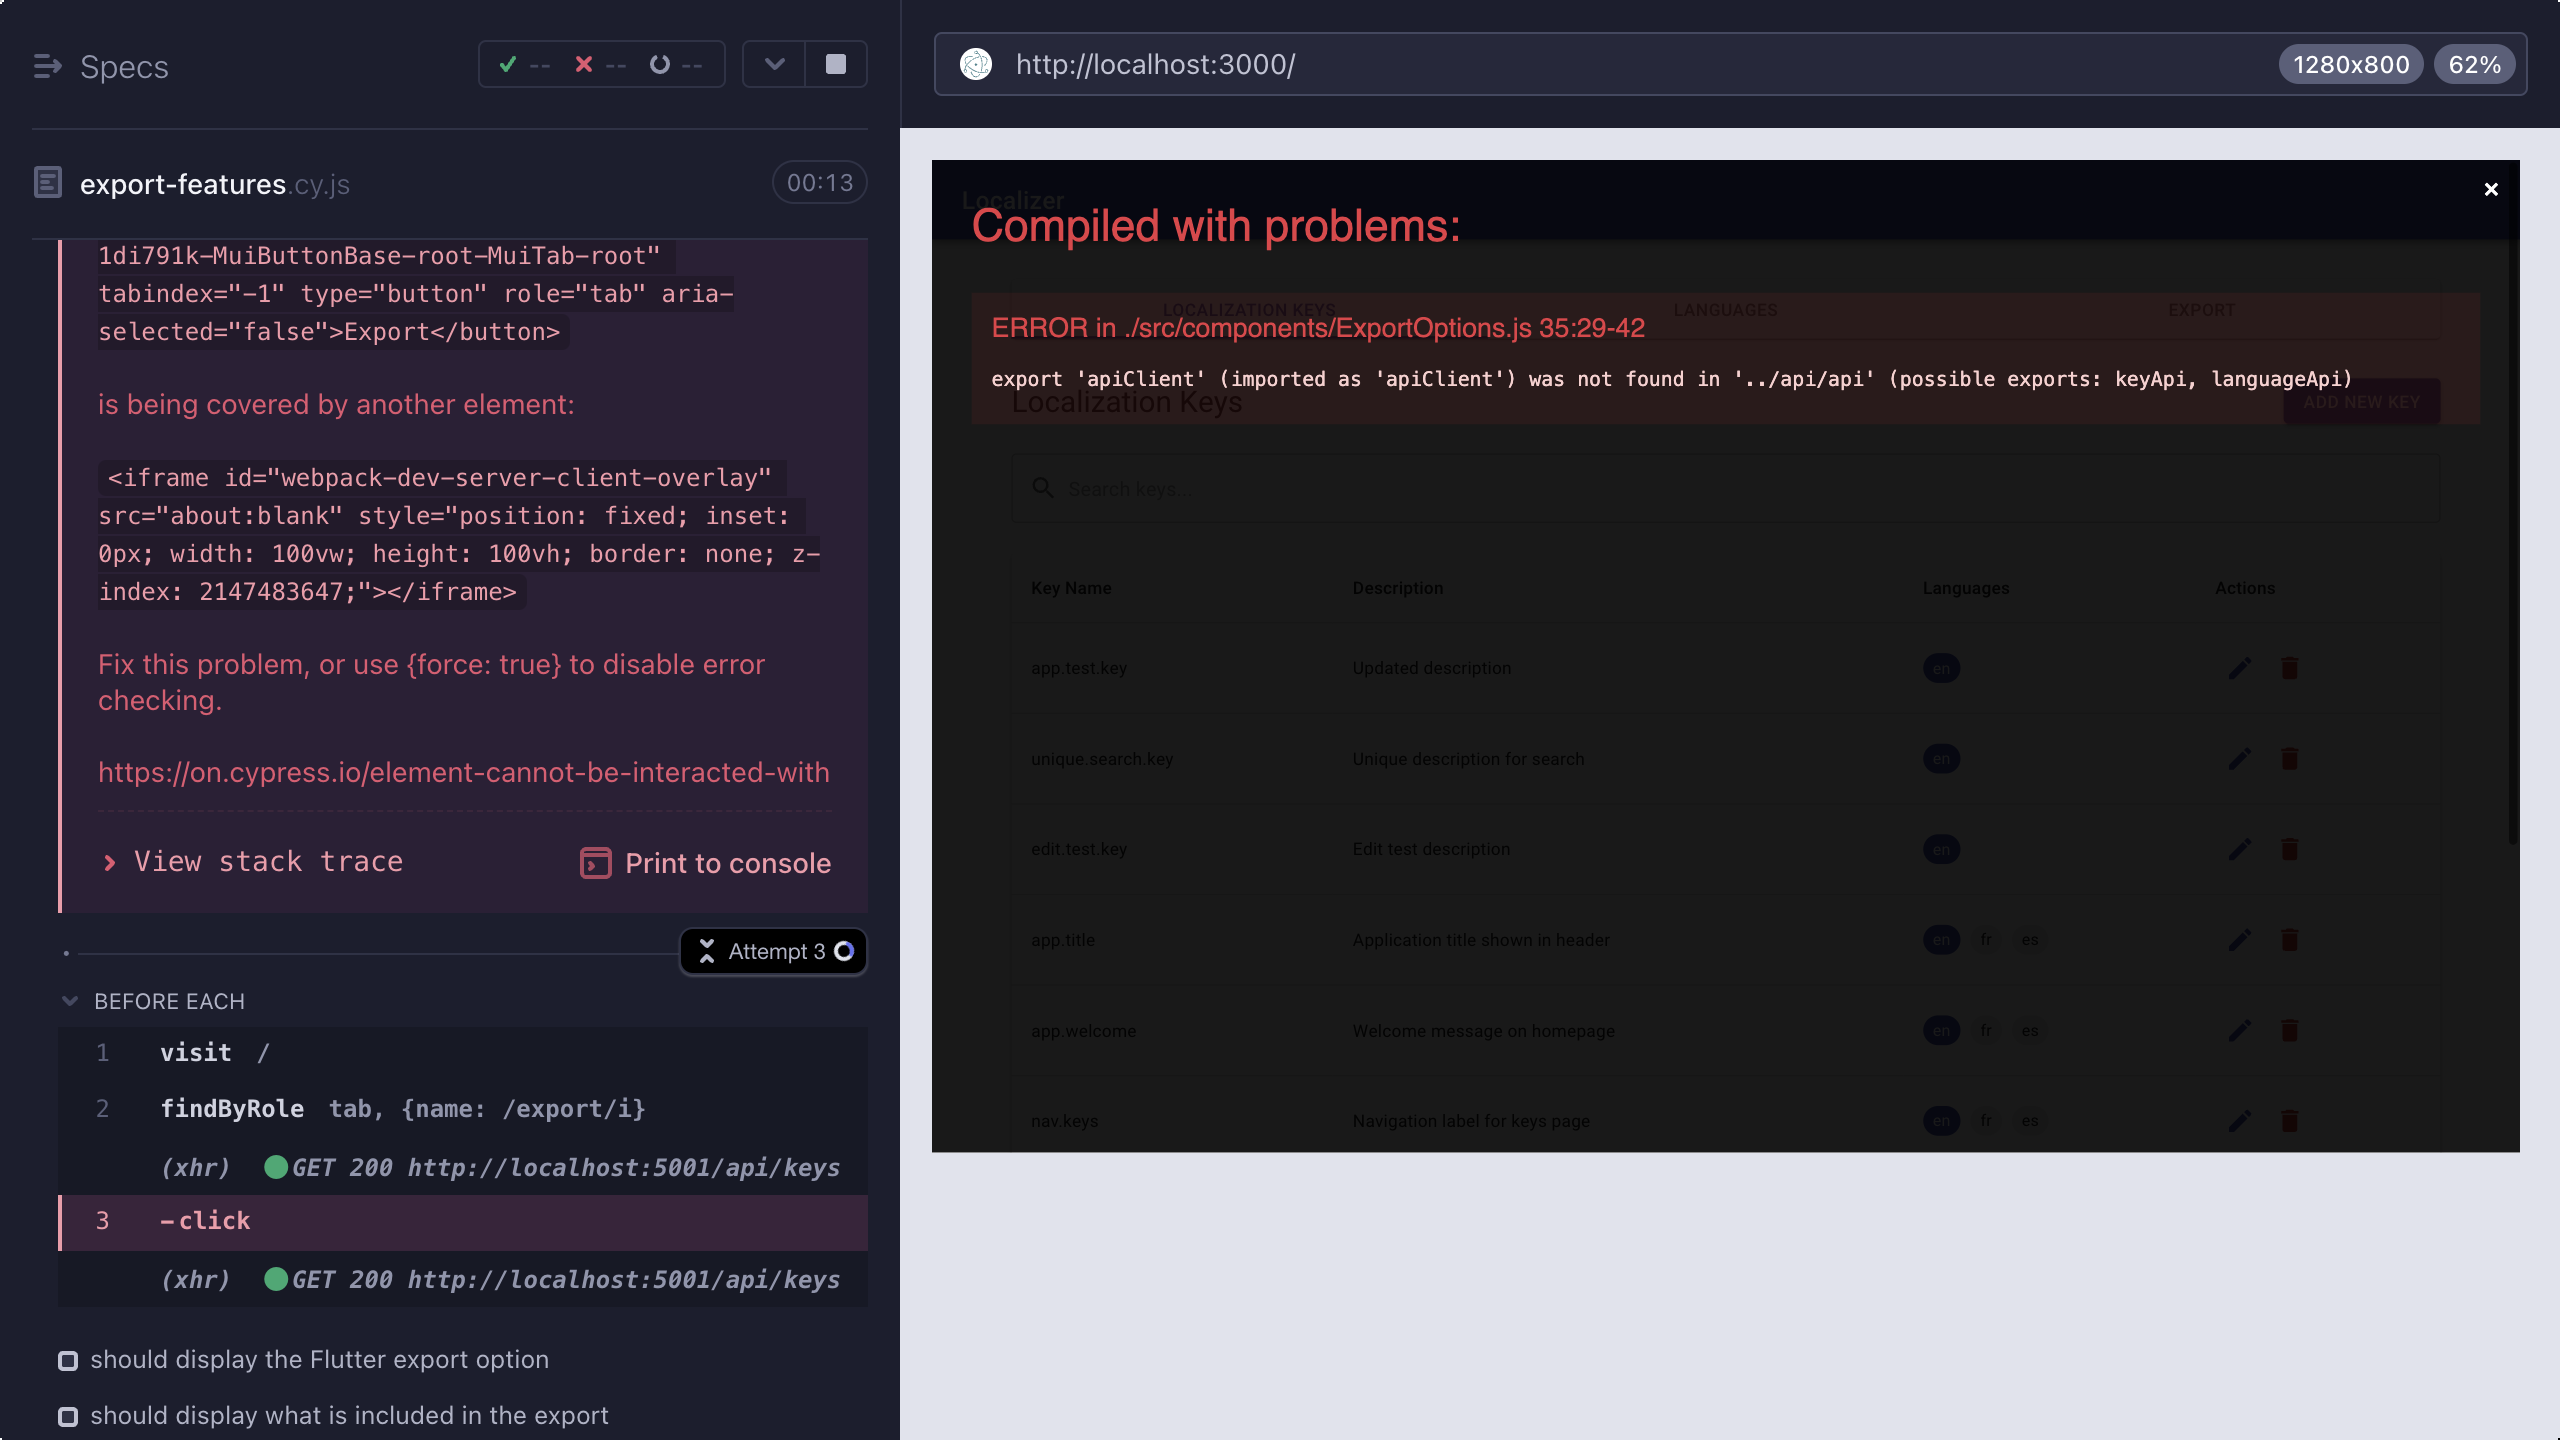 Specs
-- -- --
export-features.cy.js
00:13
1di791k-MuiButtonBase-root-MuiTab-root"
tabindex="-1" type="button" role="tab" aria-
selected="false">Export</button>
is being covered by another element:
<iframe id="webpack-dev-server-client-overlay"
src="about:blank" style="position: fixed; inset:
0px; width: 100vw; height: 100vh; border: none; z-
index: 2147483647;"></iframe>
Fix this problem, or use {force: true} to disable error
checking.
https://on.cypress.io/element-cannot-be-interacted-with
View stack trace
Print to console
Attempt 3
BEFORE EACH
1 visit /
2 findByRole tab, {name: /export/i}
(xhr) GET 200 http://localhost:5001/api/keys
3 -click
(xhr) GET 200 http://localhost:5001/api/keys
should display the Flutter export option
should display what is included in the export
http://localhost:3000/
1280x800
62%
Localizer
×
Compiled with problems:
LOCALIZATION KEYS LANGUAGES EXPORT
ERROR in ./src/components/ExportOptions.js 35:29-42
export 'apiClient' (imported as 'apiClient') was not found in '../api/api' (possible exports: keyApi, languageApi)
Localization Keys
ADD NEW KEY
Search keys...
Key Name Description Languages Actions
app.test.key Updated description en
unique.search.key Unique description for search en
edit.test.key Edit test description en
app.title Application title shown in header en fr es
app.welcome Welcome message on homepage en fr es
nav.keys Navigation label for keys page en fr es